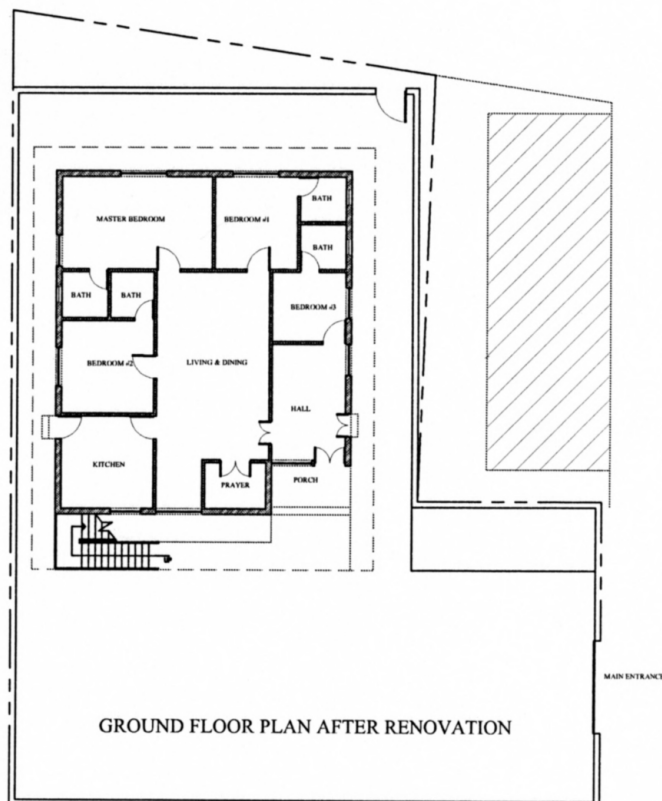 BATH
MASTER BEDROOM
BEDROOM #1
BATH
BATH
BATH
BEDROOM #3
BEDROOM #2
LIVING & DINING
HALL
KITCHEN
PRAYER
PORCH
MAIN ENTRANCE
GROUND FLOOR PLAN AFTER RENOVATION